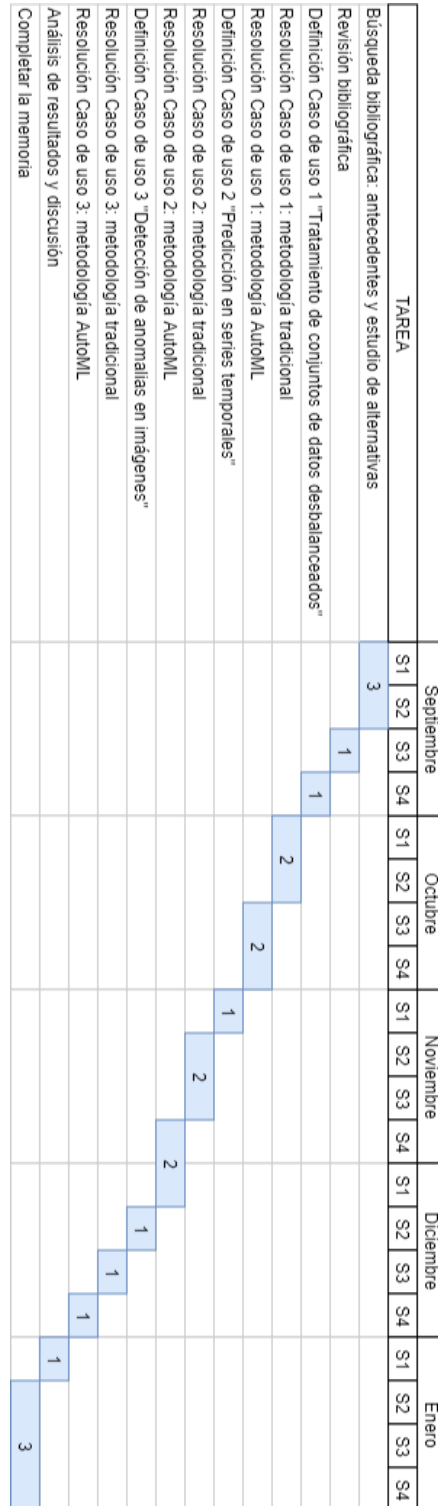 TAREA
Septiembre Octubre Noviembre Diciembre Enero
S1 S2 S3 S4 S1 S2 S3 S4 S1 S2 S3 S4 S1 S2 S3 S4 S1 S2 S3 S4
Búsqueda bibliográfica: antecedentes y estudio de alternativas 3
Revisión bibliográfica 1
Definición Caso de uso 1 "Tratamiento de conjuntos de datos desbalanceados" 1
Resolución Caso de uso 1: metodología tradicional 2
Resolución Caso de uso 1: metodología AutoML 2
Definición Caso de uso 2 "Predicción en series temporales" 1
Resolución Caso de uso 2: metodología tradicional 2
Resolución Caso de uso 2: metodología AutoML 2
Definición Caso de uso 3 "Detección de anomalias en imágenes" 1
Resolución Caso de uso 3: metodología tradicional 1
Resolución Caso de uso 3: metodología AutoML 1
Análisis de resultados y discusión 1
Completar la memoria 3